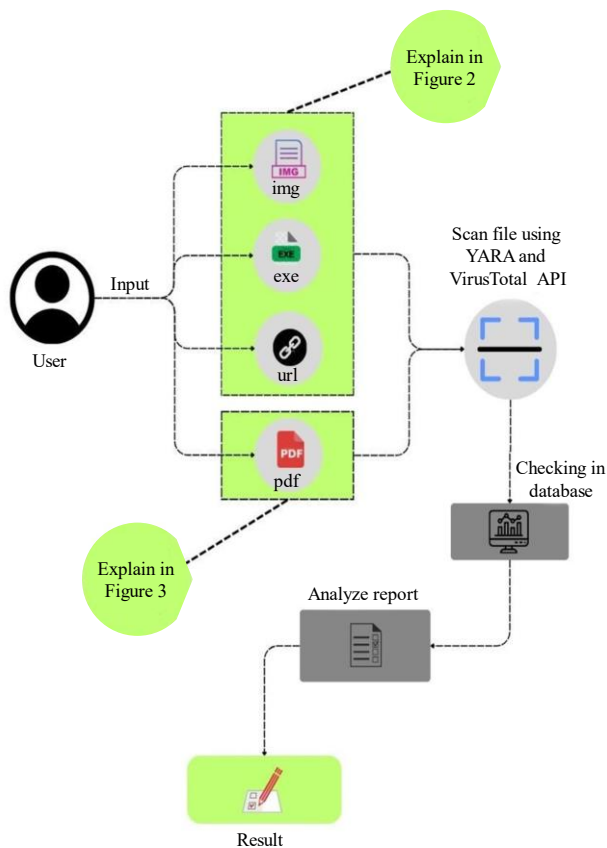 Explain in
Figure 2
IMG
img
Scan file using
YARA and
VirusTotal API
EXE
exe
Input
User
url
PDF
pdf
Checking in
database
Explain in
Figure 3
Analyze report
Result